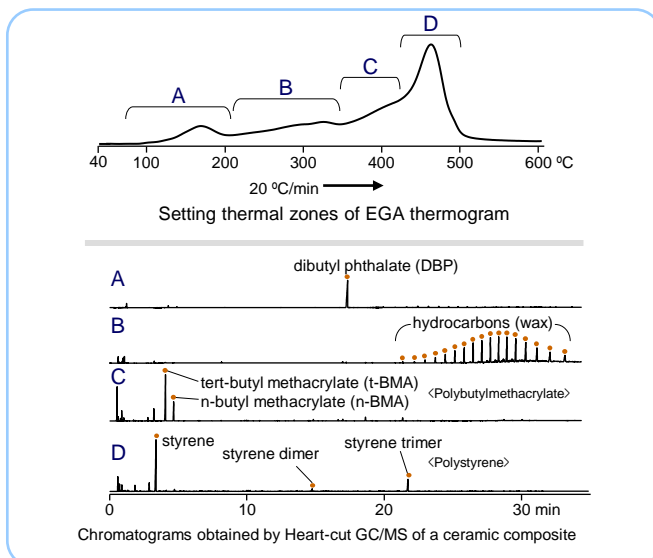 D
C
B
A
40 100 200 300 400 500 600 ºC
20 ºC/min
Setting thermal zones of EGA thermogram
A
dibutyl phthalate (DBP)
B
hydrocarbons (wax)
C
tert-butyl methacrylate (t-BMA)
n-butyl methacrylate (n-BMA)
〈Polybutylmethacrylate〉
D
styrene
styrene dimer
styrene trimer
〈Polystyrene〉
0 10 20 30 min
Chromatograms obtained by Heart-cut GC/MS of a ceramic composite